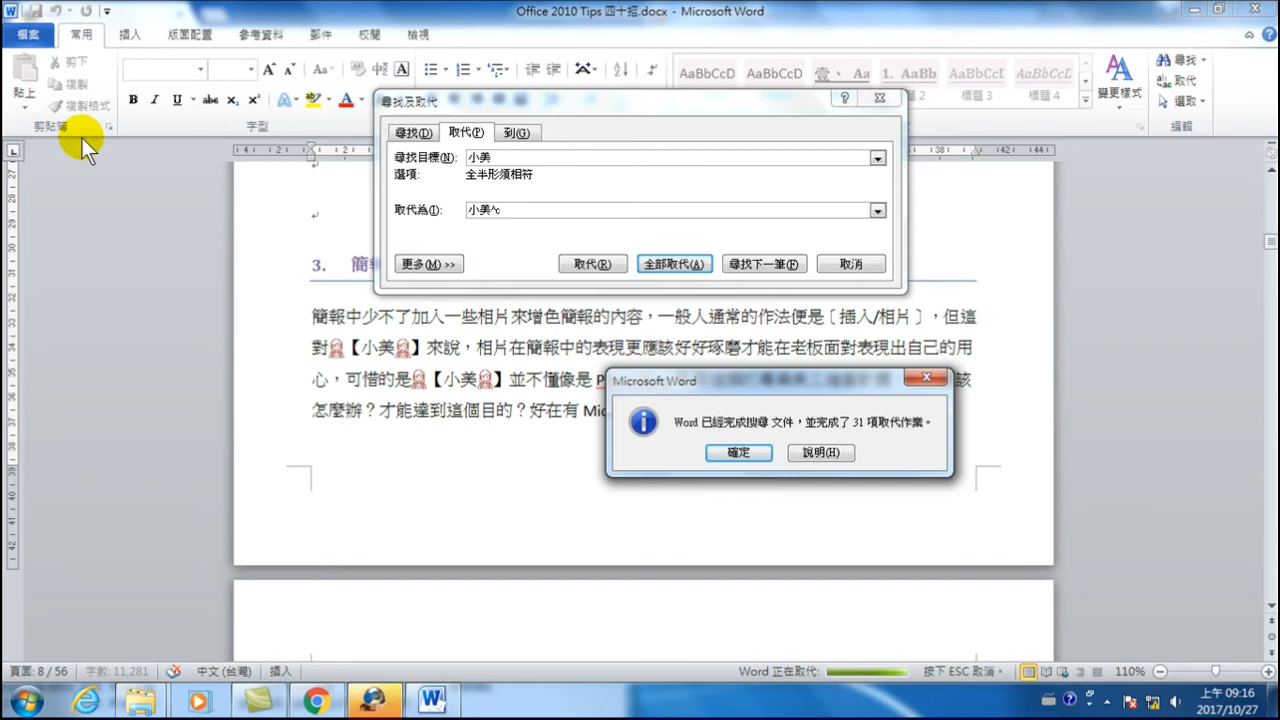 Office 2010 Tips 四十招.docx - Microsoft Word
檔案 常用 插入 版面配置 參考資料 郵件 校閱 檢視
貼上 剪下 複製 複製格式
剪貼簿 字型
AaBbCcD AaBbCcD 壹、Aa 1. AaBb AaBbCcI AaBbCcL
標題 3 標題 4
變更樣式
尋找 取代 選取
編輯
尋找及取代
尋找(D) 取代(P) 到(G)
尋找目標(N): 小美
選項: 全半形須相符
取代為(I): 小美^c
更多(M) >> 取代(R) 全部取代(A) 尋找下一筆(F) 取消
3. 簡
簡報中少不了加入一些相片來增色簡報的內容，一般人通常的作法便是〔插入/相片〕，但這
對【小美】來說，相片在簡報中的表現更應該好好琢磨才能在老板面對表現出自己的用
心，可惜的是【小美】並不懂像是 P 該
怎麼辦？才能達到這個目的？好在有 Mic
Microsoft Word
Word 已經完成搜尋 文件，並完成了 31 項取代作業。
確定 說明(H)
頁面: 8 / 56 字數: 11,281 中文 (台灣) 插入 Word 正在取代: 按下 ESC 取消。 110%
上午 09:16
2017/10/27